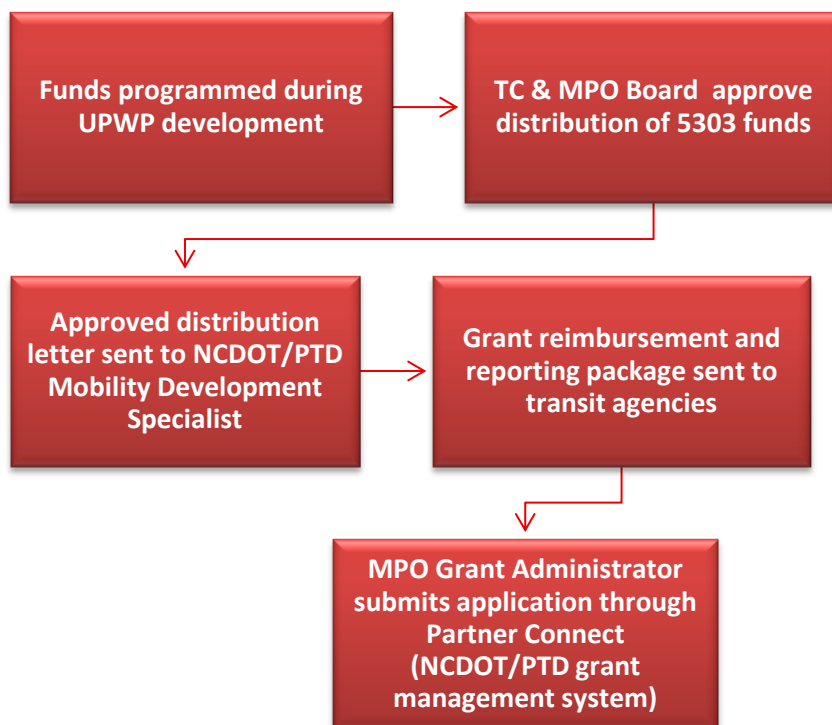 Funds programmed during
UPWP development
TC & MPO Board  approve
distribution of 5303 funds
Approved distribution
letter sent to NCDOT/PTD
Mobility Development
Specialist
Grant reimbursement and
reporting package sent to
transit agencies
MPO Grant Administrator
submits application through
Partner Connect
(NCDOT/PTD grant
management system)